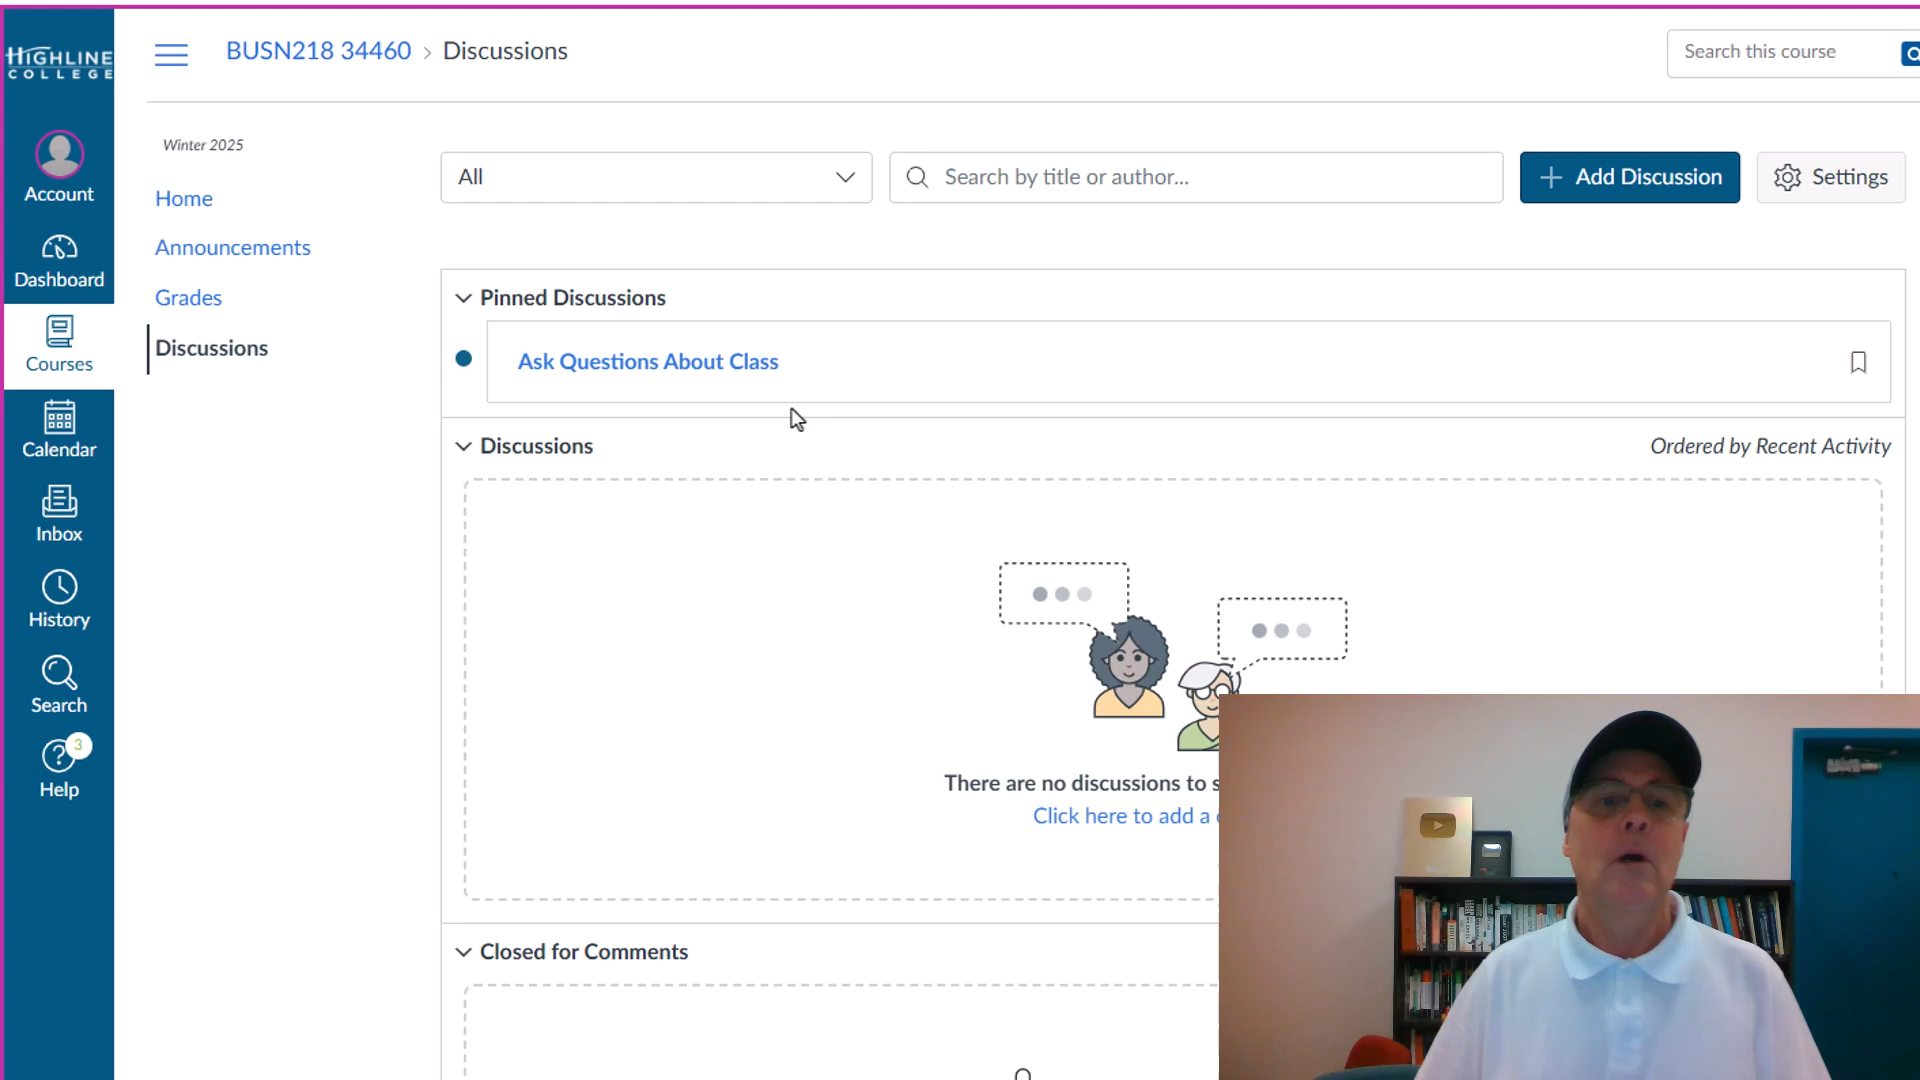 HIGHLINE
COLLEGE
Account
Dashboard
Courses
Calendar
Inbox
History
Search
3
Help
BUSN218 34460 > Discussions
Search this course
Winter 2025
Home
Announcements
Grades
Discussions
All
Search by title or author...
+ Add Discussion
Settings
Pinned Discussions
Ask Questions About Class
Discussions
Ordered by Recent Activity
There are no discussions to
Click here to add a
Closed for Comments